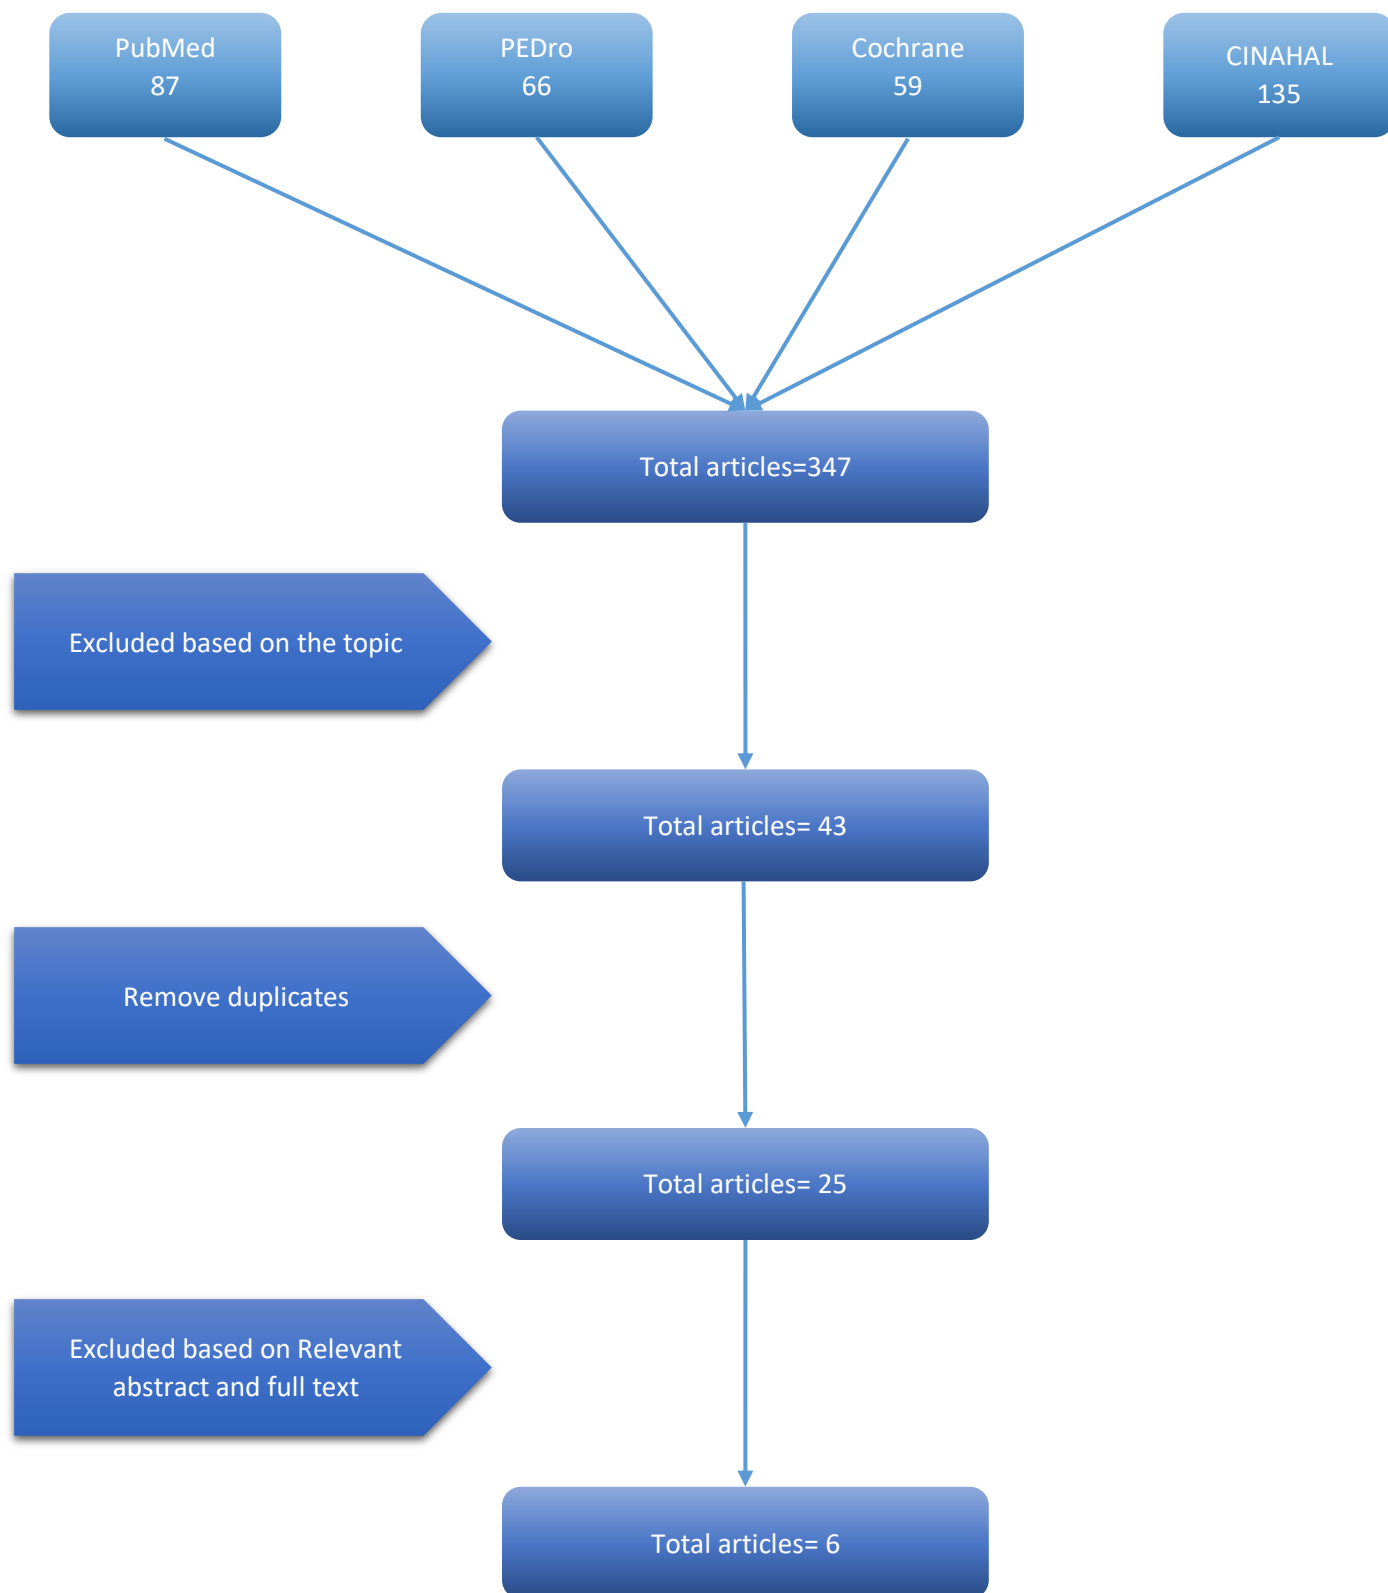 PubMed
87
PEDro
66
Cochrane
59
CINAHAL
135
Total articles=347
Excluded based on the topic
Total articles= 43
Remove duplicates
Total articles= 25
Excluded based on Relevant
abstract and full text
Total articles= 6